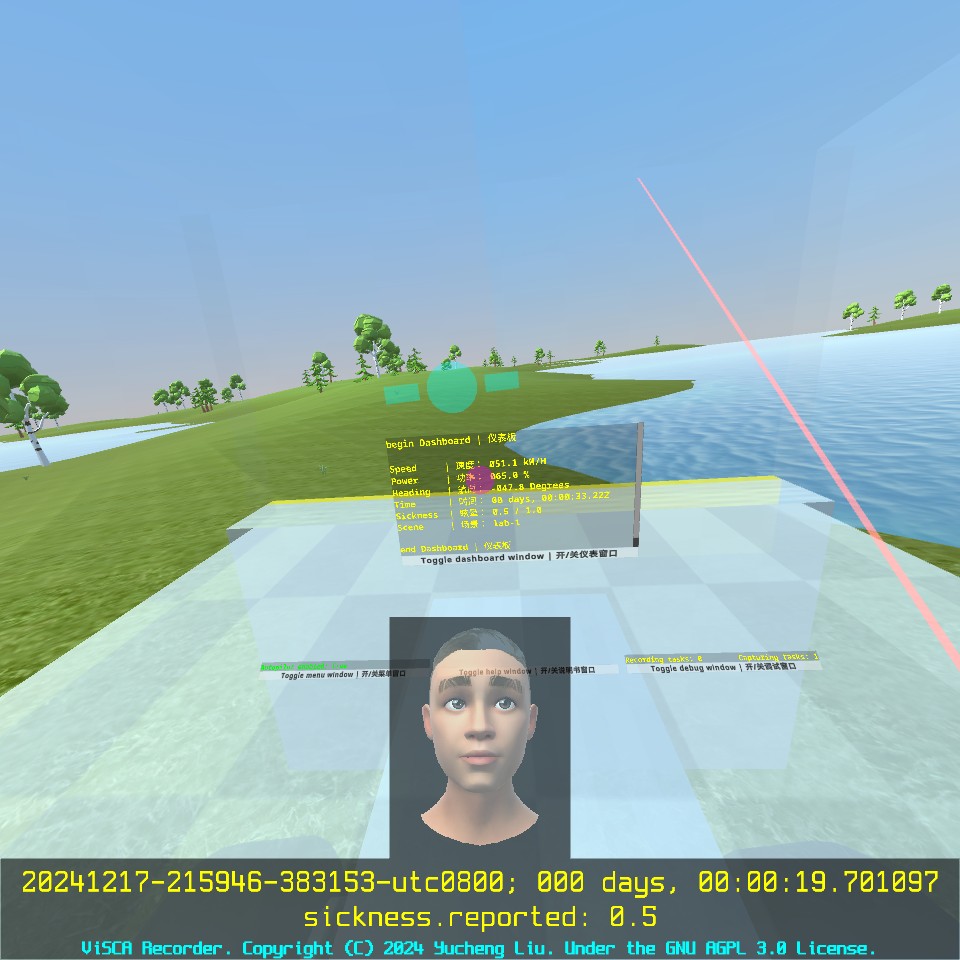 begin Dashboard | 仪表板
Speed | 速度： 051.1 kM/H
Power | 功率： 065.0 %
Heading | -047.8 Degrees
Time | 时间： 00 days, 00:00:33.222
Sickness | 0.5 / 1.0
Scene | 场景： lab-1
end Dashboard | 仪表板
Toggle dashboard window | 开/关仪表窗口
Recording tasks: 0 Capturing tasks: 1
Toggle menu window | 开/关菜单窗口
Toggle help window | 开/关说明书窗口
Toggle debug window | 开/关调试窗口
20241217-215946-383153-utc0800; 000 days, 00:00:19.701097
sickness.reported: 0.5
ViSCA Recorder. Copyright (C) 2024 Yucheng Liu. Under the GNU AGPL 3.0 License.